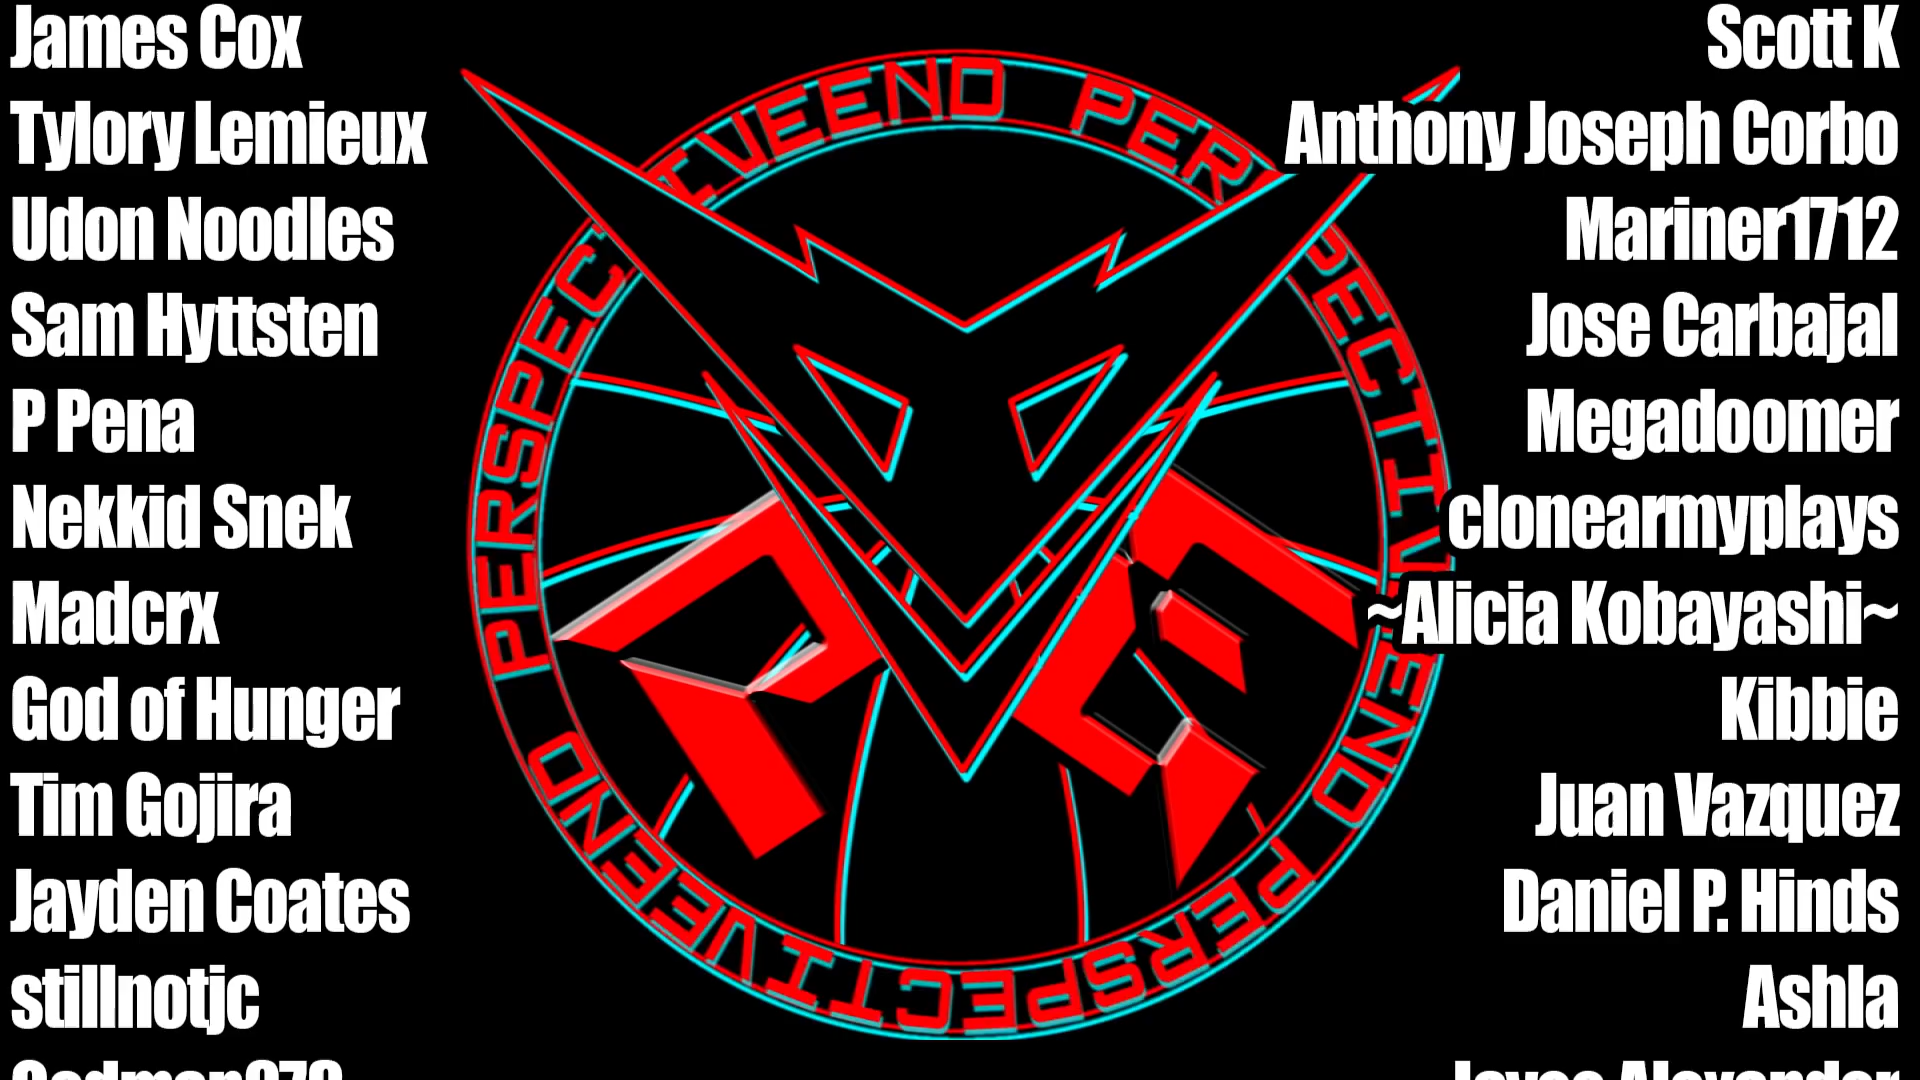 James Cox
Tylory Lemieux
Udon Noodles
Sam Hyttsten
P Pena
Nekkid Snek
Madcrx
God of Hunger
Tim Gojira
Jayden Coates
stillnotjc
PERSPECTIVEEND PERSPECTIVEEND PERSPECTIVEEND
PE
Scott K
Anthony Joseph Corbo
Mariner1712
Jose Carbajal
Megadoomer
clonearmyplays
~Alicia Kobayashi~
Kibbie
Juan Vazquez
Daniel P. Hinds
Ashla